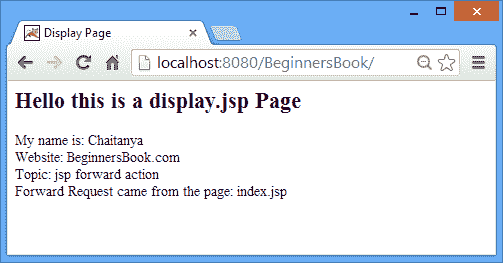 Display Page
localhost:8080/BeginnersBook/
Hello this is a display.jsp Page
My name is: Chaitanya
Website: BeginnersBook.com
Topic: jsp forward action
Forward Request came from the page: index.jsp